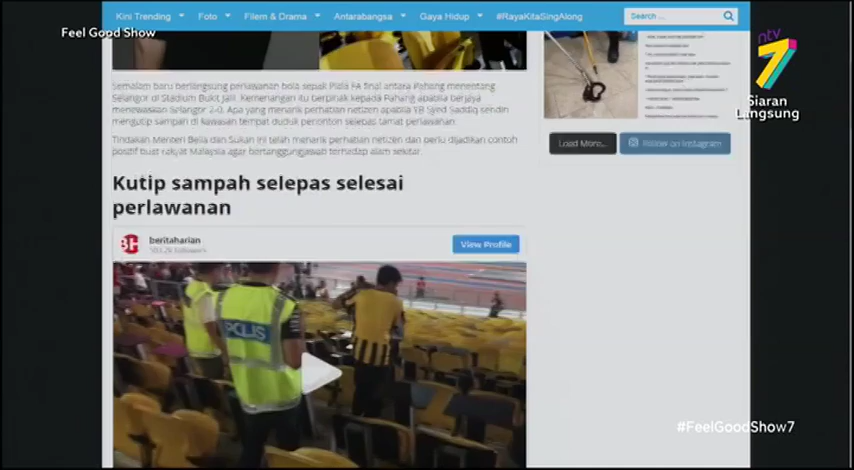 Feel Good Show
Kini Trending Foto Filem & Drama Antarabangsa Gaya Hidup #RayaKitaSingAlong
Search ...
ntv
7
Siaran
Langsung
Semalam baru berlangsung perlawanan bola sepak Piala FA final antara Pahang menentang
Selangor di Stadium Bukit Jalil. Kemenangan itu berpihak kepada Pahang apabila berjaya
menewaskan Selangor 2-0. Apa yang menarik perhatian netizen apabila YB Syed Saddiq sendiri
mengutip sampah di kawasan tempat duduk penonton selepas tamat perlawanan.
Tindakan Menteri Belia dan Sukan ini telah menarik perhatian netizen dan perlu dijadikan contoh
positif buat rakyat Malaysia agar bertanggungjawab terhadap alam sekitar.
Load More...
Follow on Instagram
Kutip sampah selepas selesai
perlawanan
BH
beritaharian
followers
View Profile
POLIS
#FeelGoodShow7